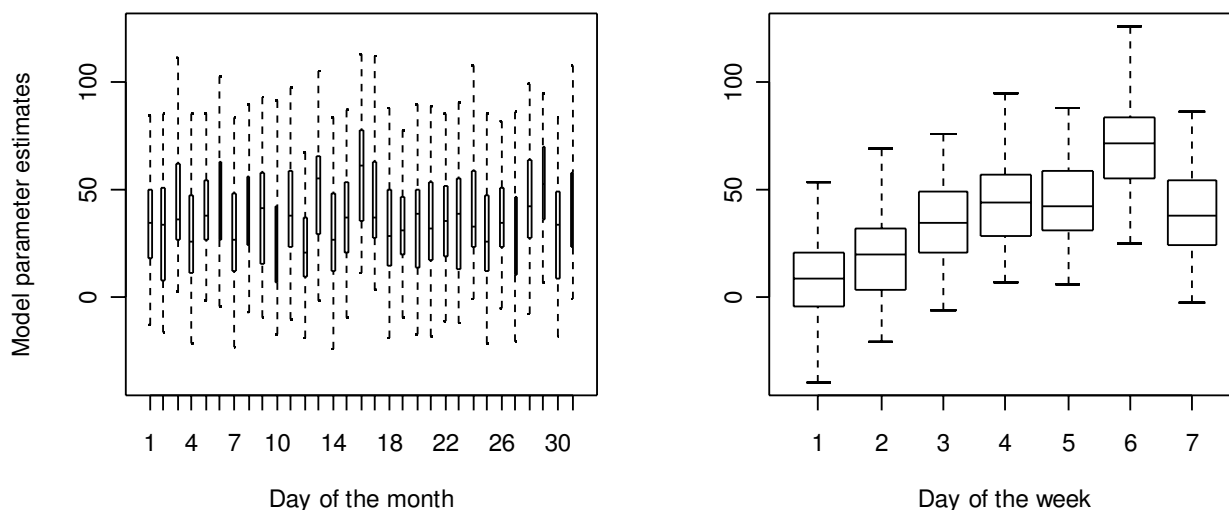 Model parameter estimates
100
50
0
1 4 7 10 14 18 22 26 30
Day of the month
100
50
0
1 2 3 4 5 6 7
Day of the week